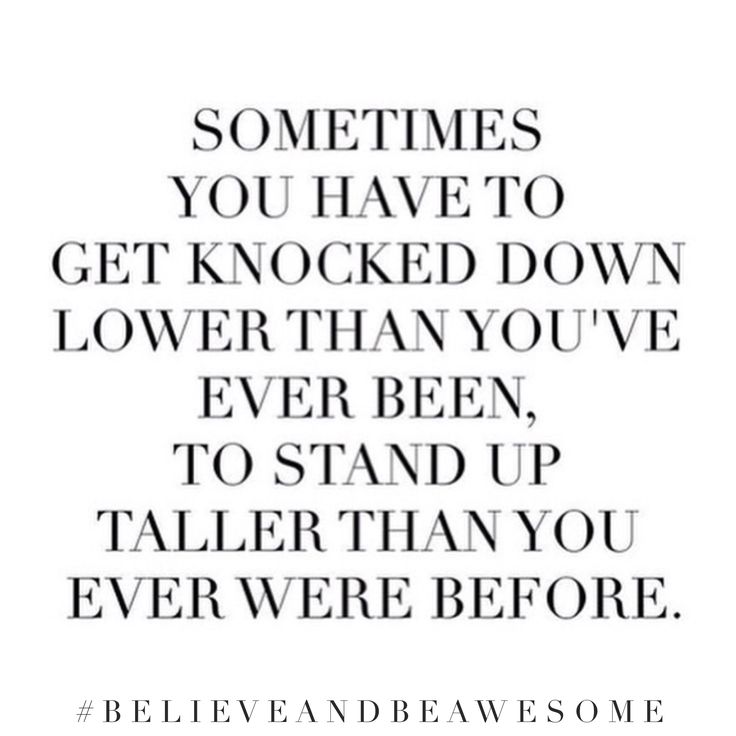 SOMETIMES
YOU HAVE TO
GET KNOCKED DOWN
LOWER THAN YOU'VE
EVER BEEN,
TO STAND UP
TALLER THAN YOU
EVER WERE BEFORE.
#BELIEVEANDBEAWESOME